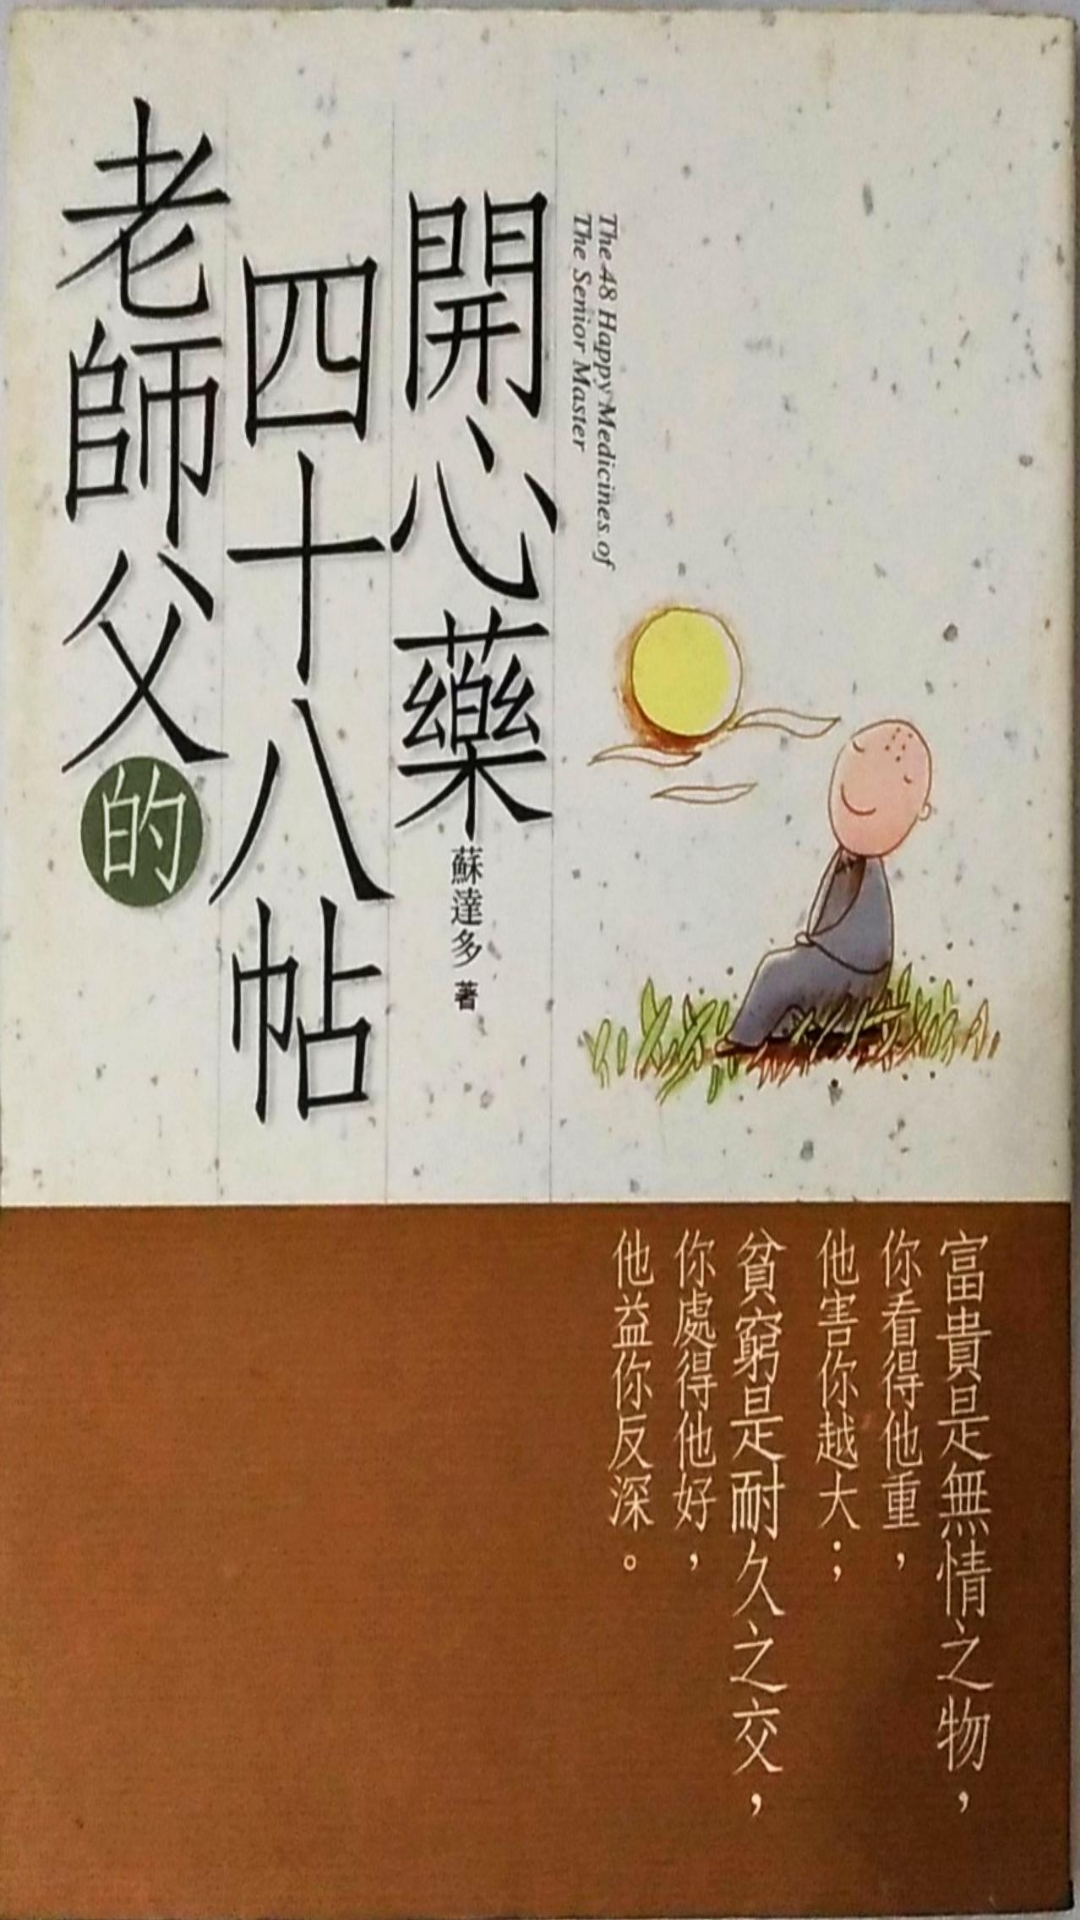 老師父的
四十八帖
開心藥
蘇達多 著
The 48 Happy Medicines of
The Senior Master
富貴是無情之物，
你看得他重，
他害你越大；
貧窮是耐久之交，
你處得他好，
他益你反深。